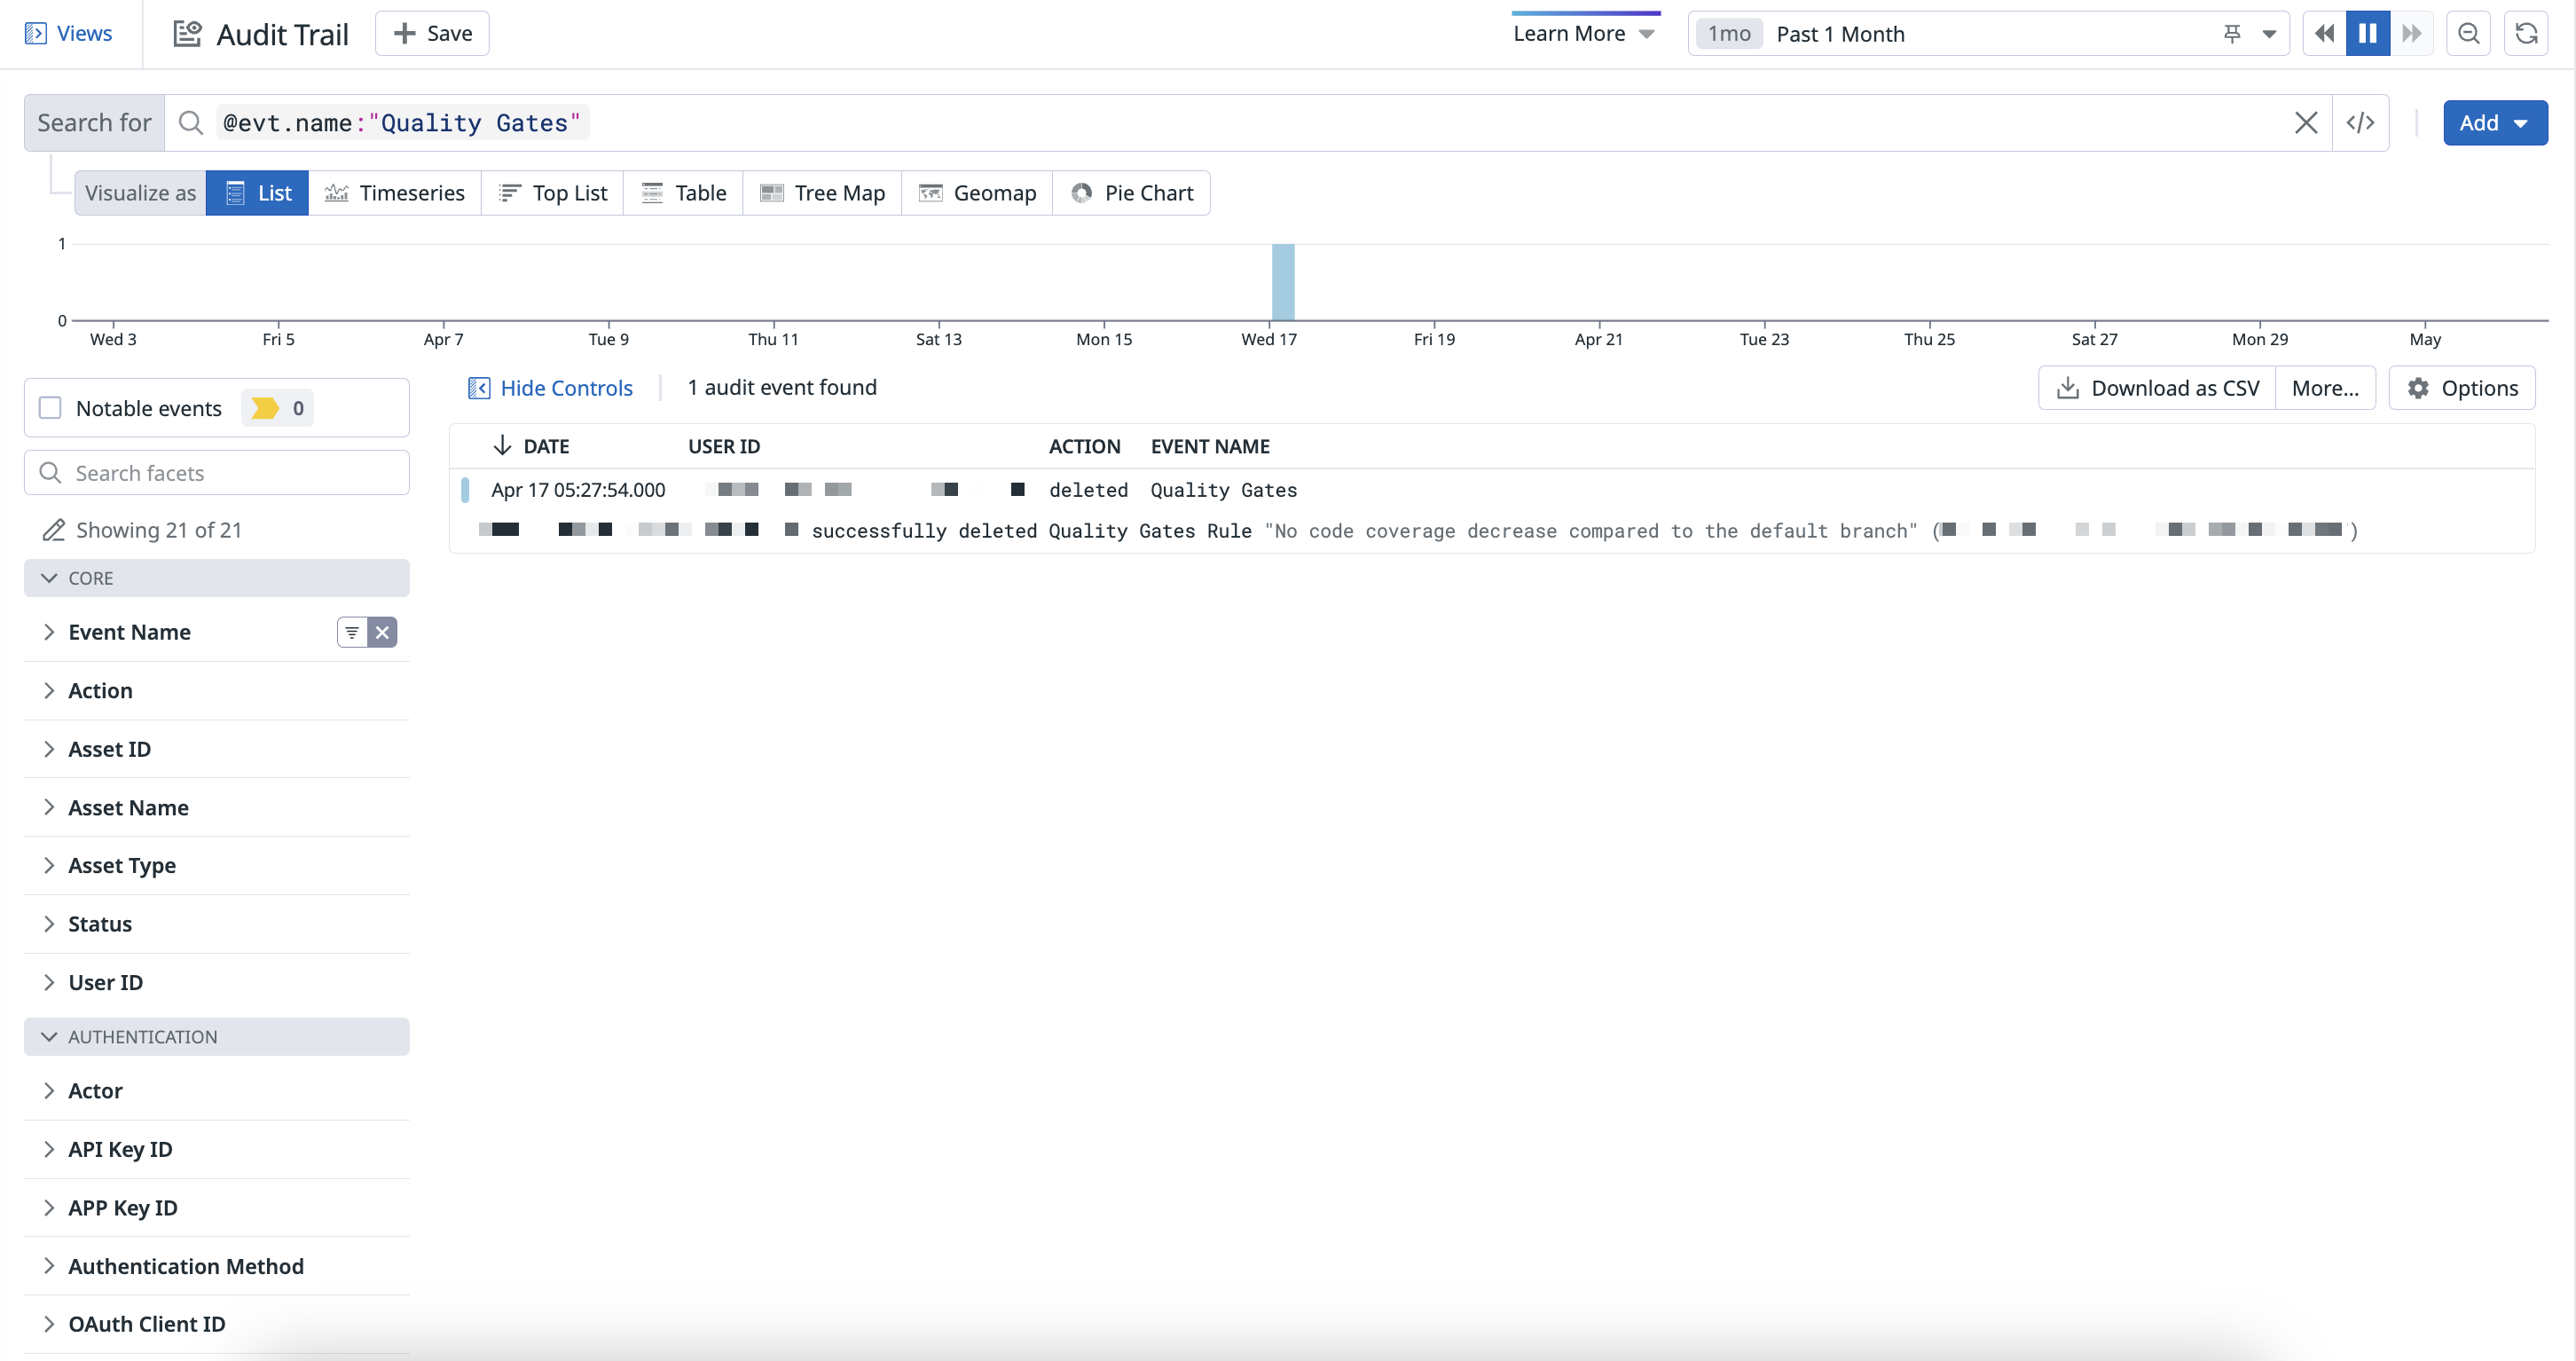 Views
Audit Trail
Save
Learn More
1mo Past 1 Month
Search for
@evt.name:"Quality Gates"
</>
Add
Visualize as
List
Timeseries
Top List
Table
Tree Map
Geomap
Pie Chart
1
0
Wed 3 Fri 5 Apr 7 Tue 9 Thu 11 Sat 13 Mon 15 Wed 17 Fri 19 Apr 21 Tue 23 Thu 25 Sat 27 Mon 29 May
Notable events 0
Hide Controls
1 audit event found
Download as CSV
More...
Options
Search facets
Showing 21 of 21
DATE USER ID ACTION EVENT NAME
Apr 17 05:27:54.000 deleted Quality Gates
successfully deleted Quality Gates Rule "No code coverage decrease compared to the default branch" ( )
CORE
Event Name
Action
Asset ID
Asset Name
Asset Type
Status
User ID
AUTHENTICATION
Actor
API Key ID
APP Key ID
Authentication Method
OAuth Client ID